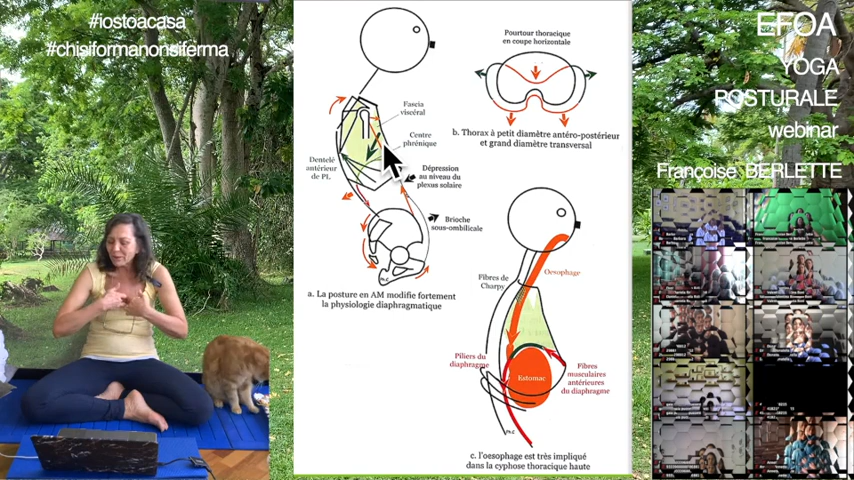 #iostoacasa
#chisiformanonsiferma
Pourtour thoracique
en coupe horizontale
Fascia
viscéral
Centre
phrénique
b. Thorax à petit diamètre antéro-postérieur
et grand diamètre transversal
Dentelé
antérieur
de PL
Dépression
au niveau du
plexus solaire
Brioche
sous-ombilicale
a. La posture en AM modifie fortement
la physiologie diaphragmatique
Fibres de
Charpy
Oesophage
Piliers du
diaphragme
Estomac
Fibres
musculaires
antérieures
du diaphragme
c. l'oesophage est très impliqué
dans la cyphose thoracique haute
EFOA
YOGA
POSTURALE
webinar
Françoise BERLETTE